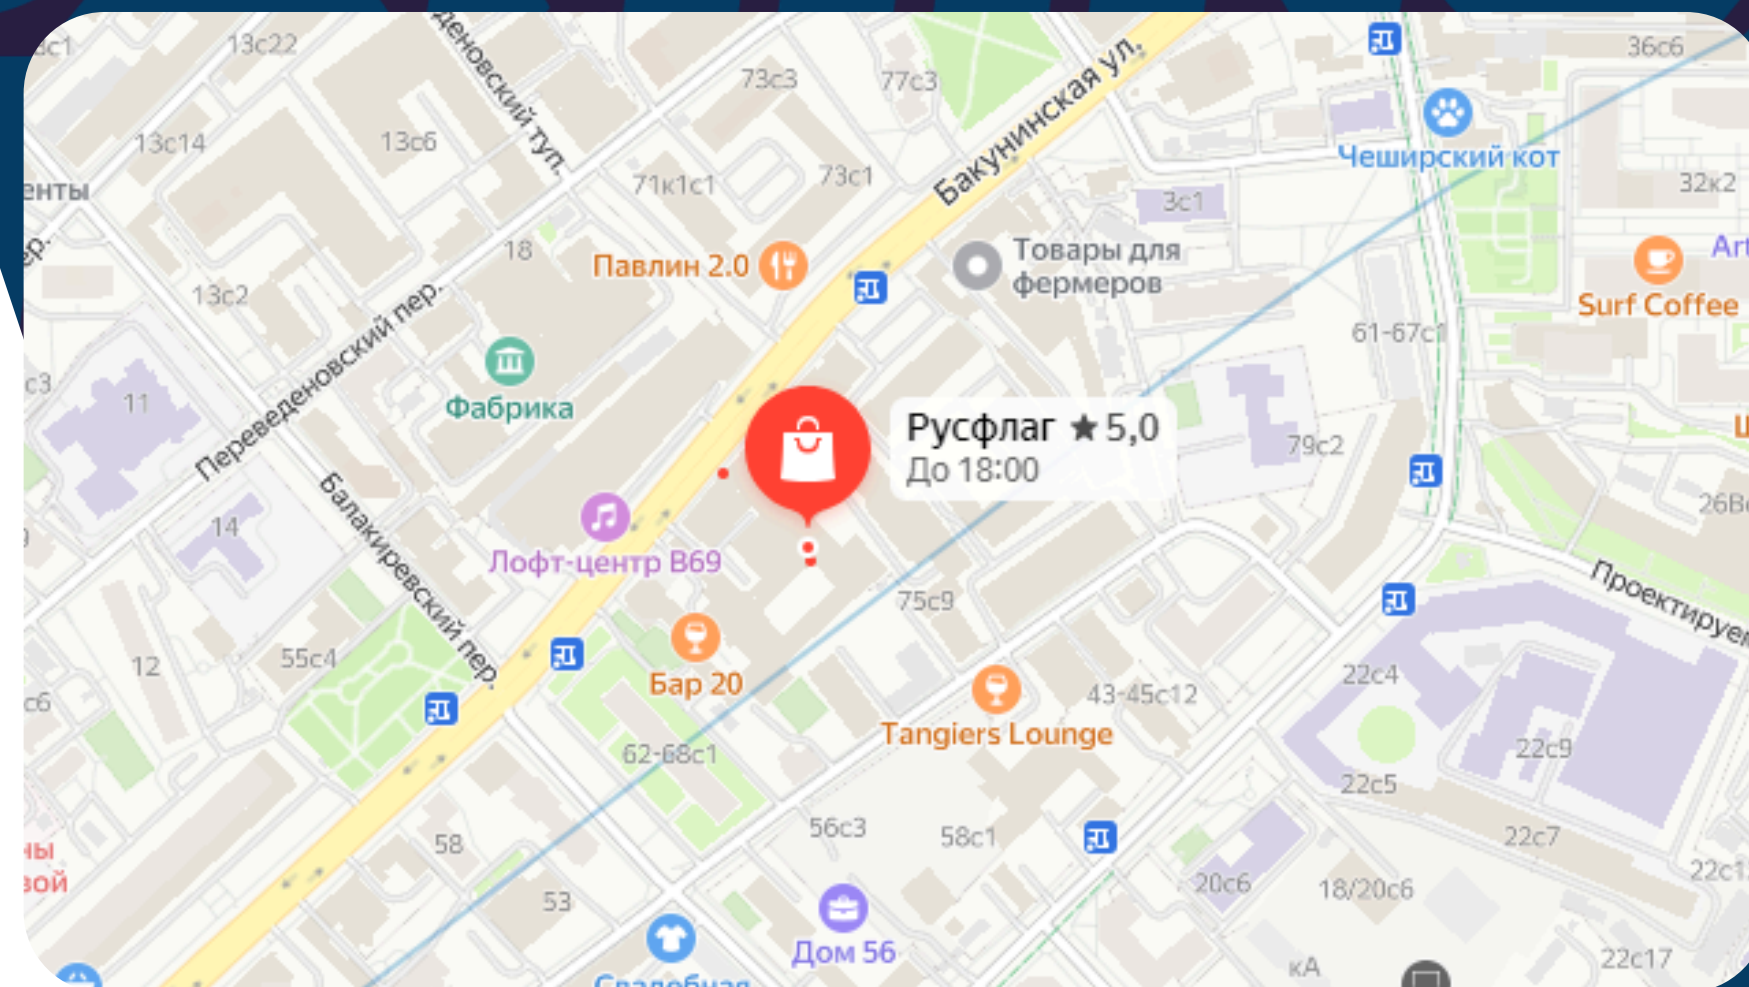 13с22
36с6
73с3
77с3
деновский туп.
Бакунинская ул.
13с14
13с6
71к1с1
73с1
Чеширский кот
32к2
3с1
18
Павлин 2.0
Товары для
фермеров
13с2
Surf Coffee
61-67с1
Переведеновский пер.
Фабрика
11
Русфлаг ★ 5,0
До 18:00
79с2
14
Лофт-центр В69
Балакиревский пер.
75с9
12
55с4
Бар 20
22с4
43-45с12
Tangiers Lounge
62-68с1
22с9
22с5
56с3
58с1
58
22с7
20с6
18/20с6
53
Дом 56
22с17
кА